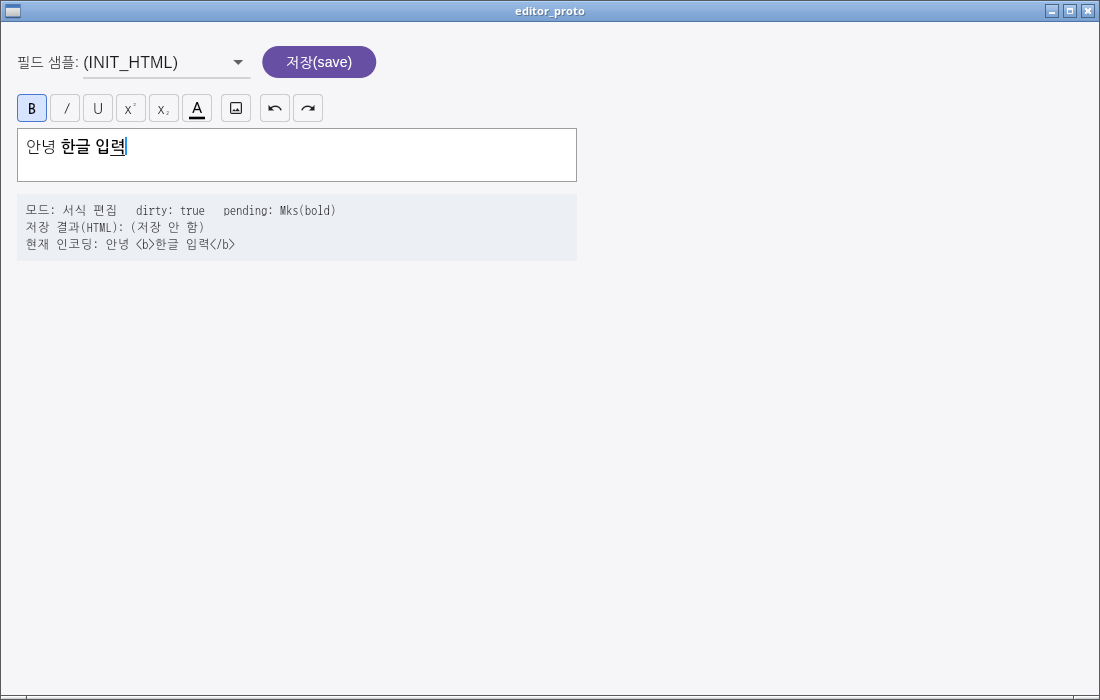 editor_proto
필드 샘플: (INIT_HTML) 저장(save)
B / U x² x₂ A
안녕 한글 입력
모드: 서식 편집 dirty: true pending: Mks(bold)
저장 결과(HTML): (저장 안 함)
현재 인코딩: 안녕 <b>한글 입력</b>